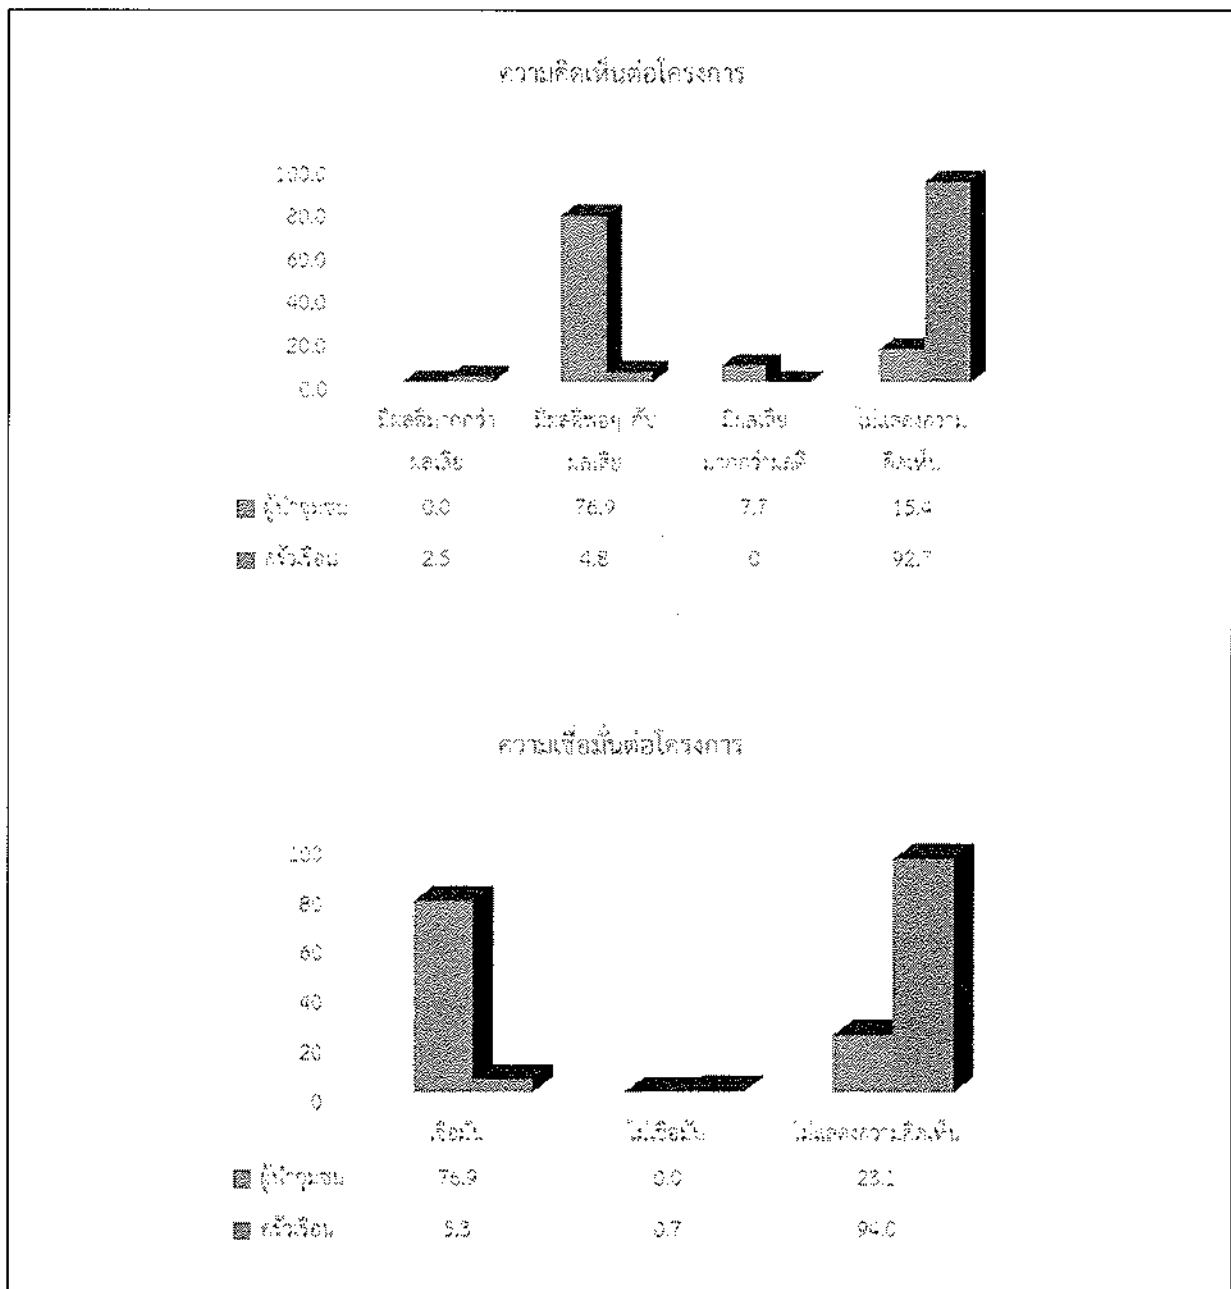 ความคิดเห็นต่อโครงการ
100.0
80.0
60.0
40.0
20.0
0.0
มีผลดีมากกว่า มีผลดีพอๆ กับ มีผลเสีย ไม่แสดงความ
ผลเสีย ผลเสีย มากกว่าผลดี คิดเห็น
ผู้นำชุมชน 0.0 76.9 7.7 15.4
ครัวเรือน 2.5 4.8 0 92.7
ความเชื่อมั่นต่อโครงการ
100
80
60
40
20
0
เชื่อมั่น ไม่เชื่อมั่น ไม่แสดงความคิดเห็น
ผู้นำชุมชน 76.9 0.0 23.1
ครัวเรือน 5.3 0.7 94.0